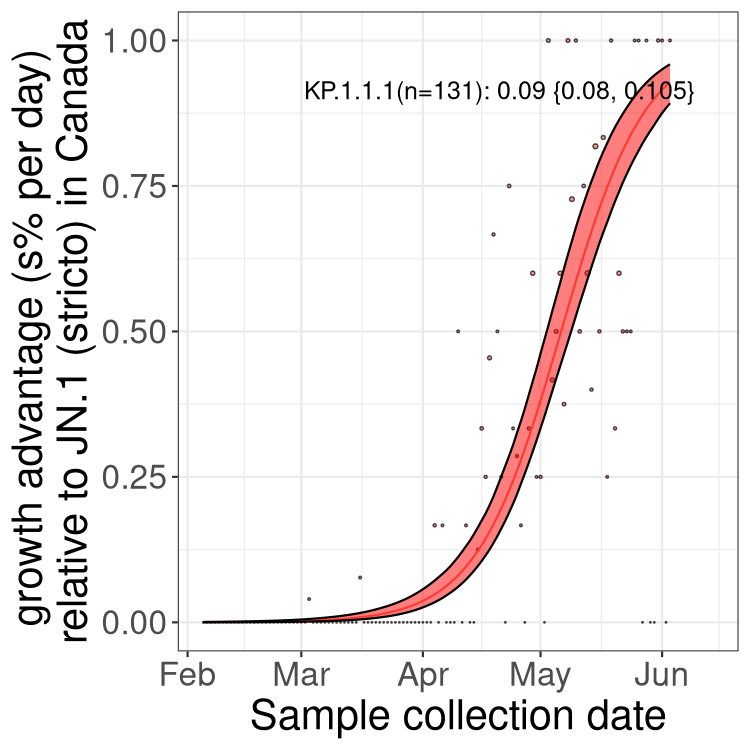 growth advantage (s% per day)
relative to JN.1 (stricto) in Canada
1.00
0.75
0.50
0.25
0.00
KP.1.1.1(n=131): 0.09 {0.08, 0.105}
Feb Mar Apr May Jun
Sample collection date